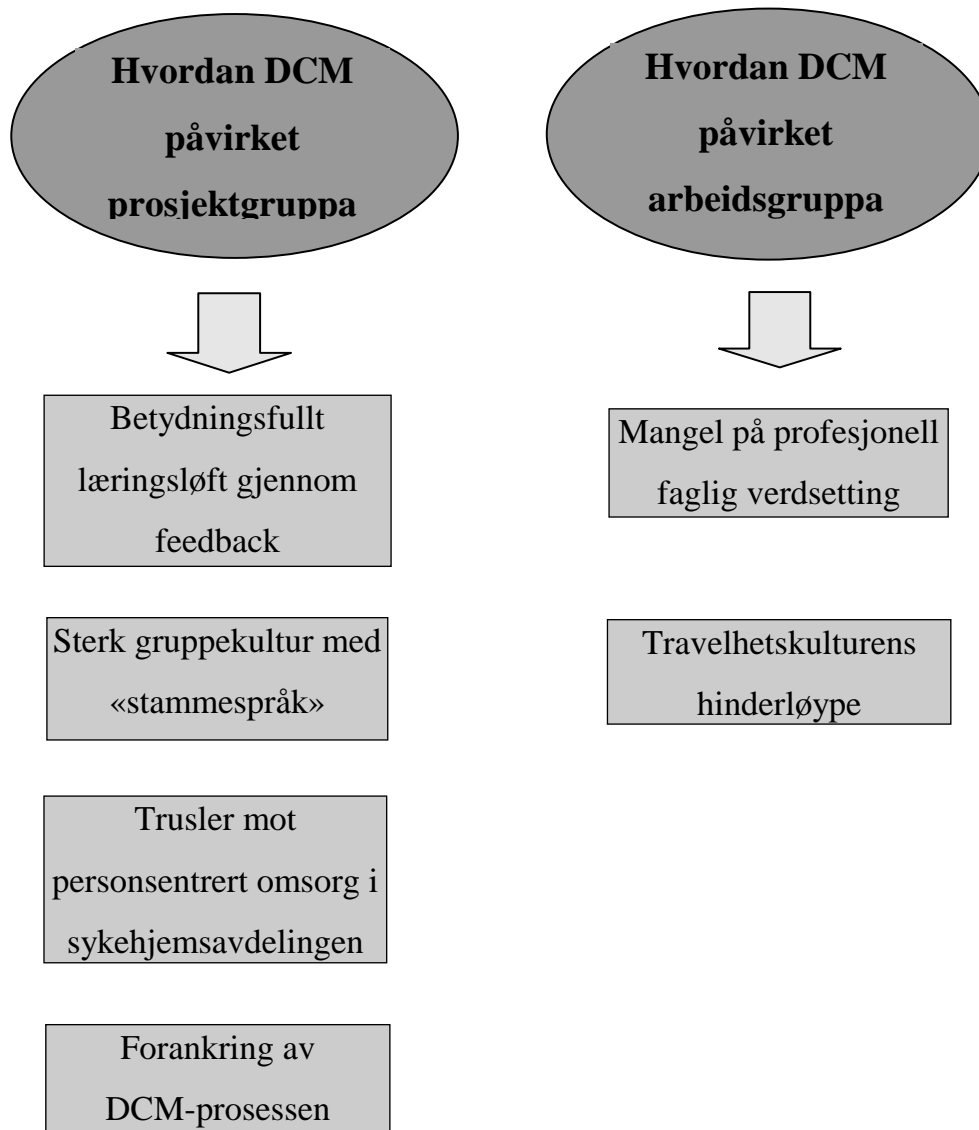 Hvordan DCM
påvirket
prosjektgruppa
Betydningsfullt
læringsløft gjennom
feedback
Sterk gruppekultur med
«stammespråk»
Trusler mot
personsentrert omsorg i
sykehjemsavdelingen
Forankring av
DCM-prosessen
Hvordan DCM
påvirket
arbeidsgruppa
Mangel på profesjonell
faglig verdsetting
Travelhetskulturens
hinderløype